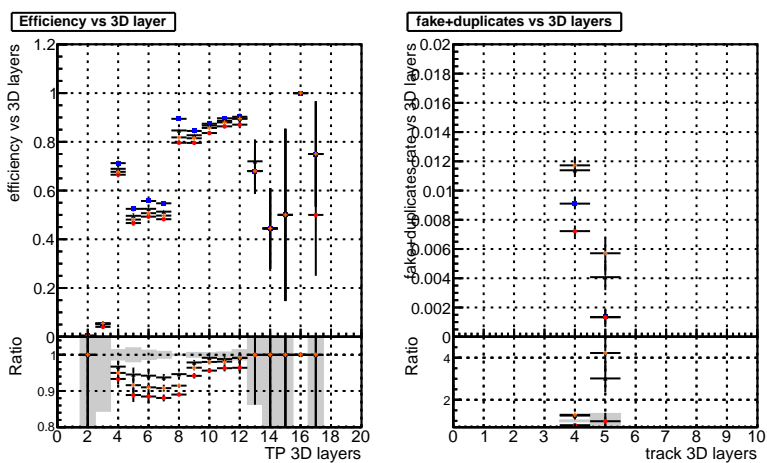 Efficiency vs 3D layer
efficiency vs 3D layers
1.2
1
0.8
0.6
0.4
0.2
0
Ratio
1
0.9
0.8
0 2 4 6 8 10 12 14 16 18 20
TP 3D layers
fake+duplicates vs 3D layers
fake+duplicates rate vs 3D layers
0.02
0.018
0.016
0.014
0.012
0.01
0.008
0.006
0.004
0.002
0
Ratio
4
2
0 1 2 3 4 5 6 7 8 9 10
track 3D layers